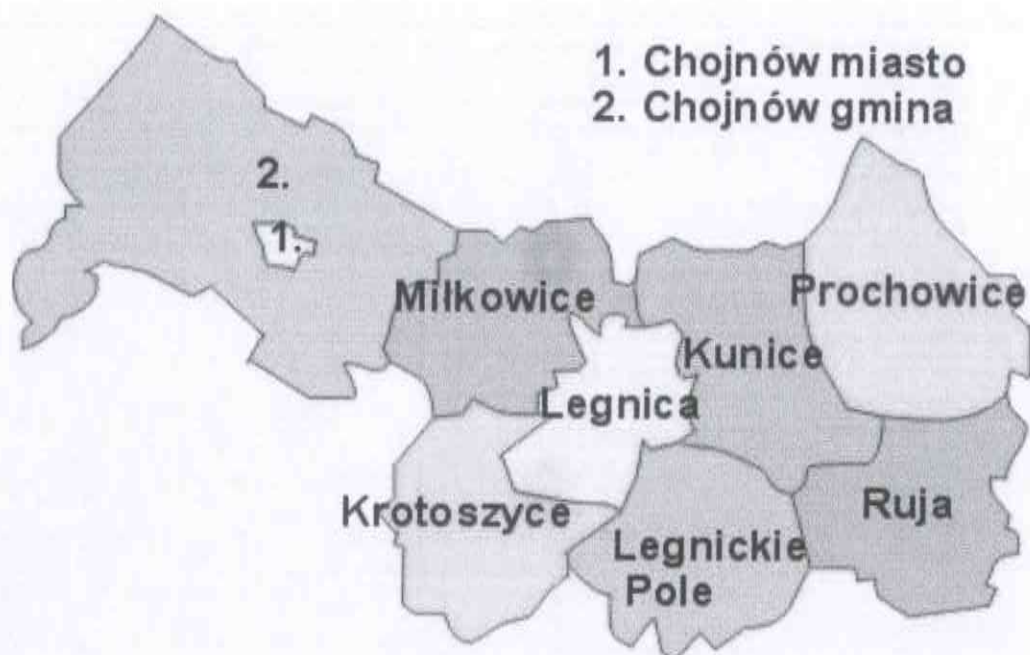 1. Chojnów miasto
2. Chojnów gmina
2.
1.
Miłkowice
Prochowice
Kunice
Legnica
Krotoszyce
Ruja
Legnickie
Pole